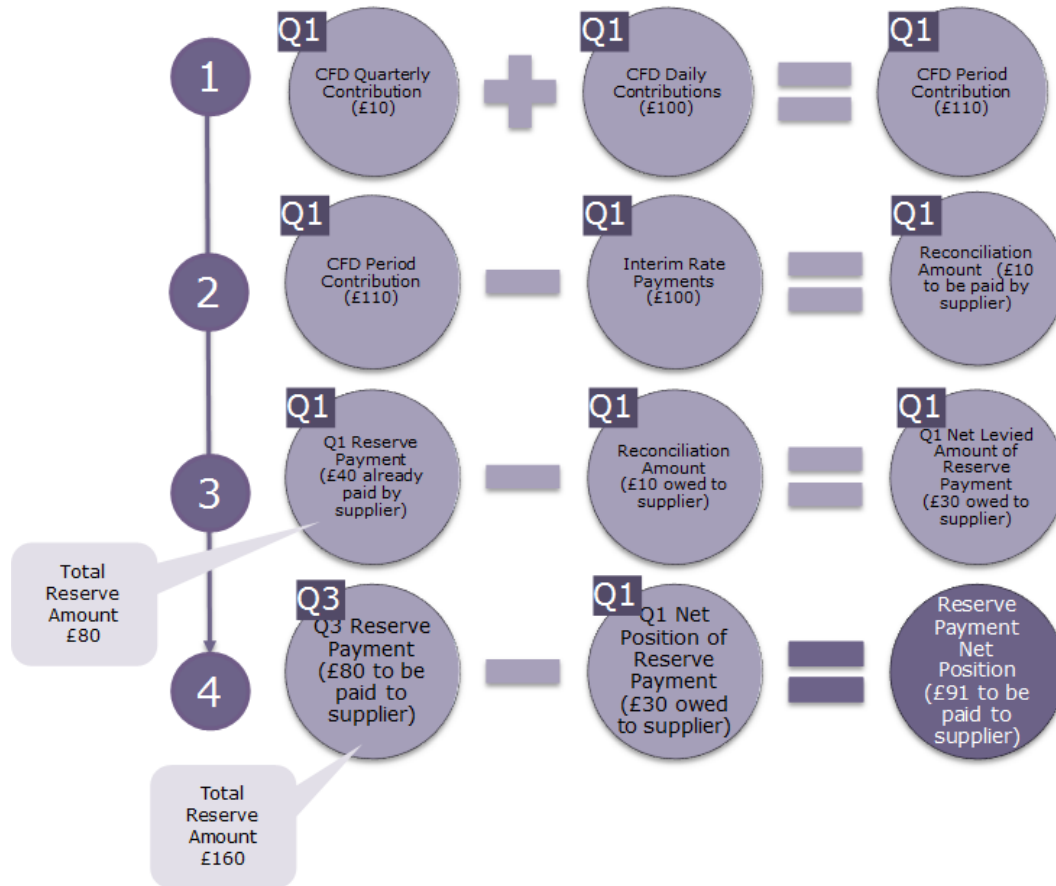 1
Q1
CFD Quarterly
Contribution
(£10)
Q1
CFD Daily
Contributions
(£100)
Q1
CFD Period
Contribution
(£110)
2
Q1
CFD Period
Contribution
(£110)
Q1
Interim Rate
Payments
(£100)
Q1
Reconciliation
Amount (£10
to be paid by
supplier)
3
Q1
Q1 Reserve
Payment
(£40 already
paid by
supplier)
Q1
Reconciliation
Amount
(£10 owed to
supplier)
Q1
Q1 Net Levied
Amount of
Reserve
Payment
(£30 owed to
supplier)
Total
Reserve
Amount
£80
4
Q3
Q3 Reserve
Payment
(£80 to be
paid to
supplier)
Q1
Q1 Net
Position of
Reserve
Payment
(£30 owed
to supplier)
Reserve
Payment
Net
Position
(£91 to be
paid to
supplier)
Total
Reserve
Amount
£160